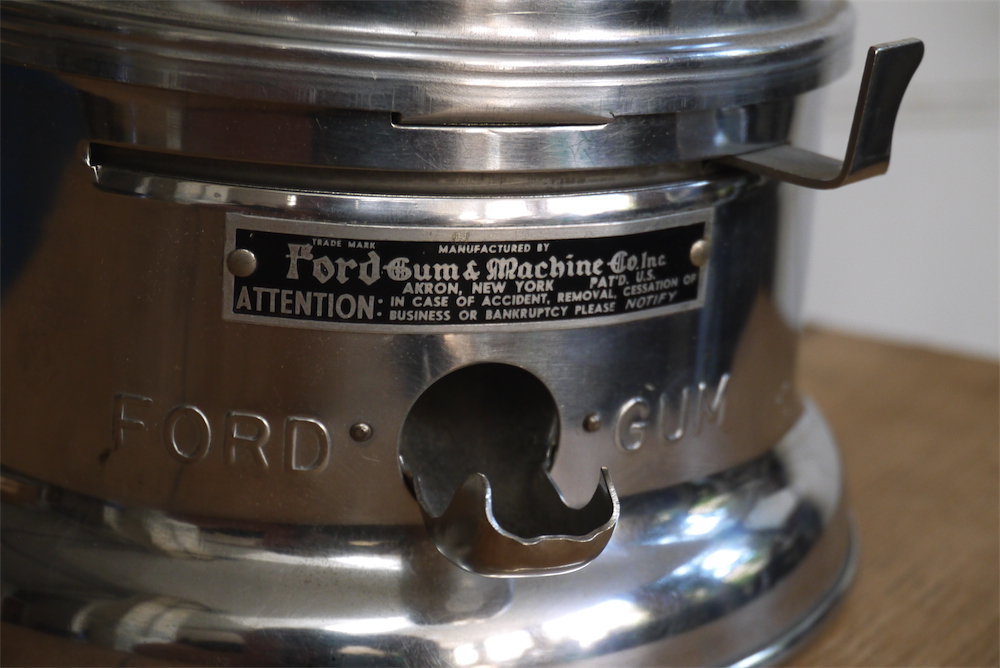 TRADE MARK MANUFACTURED BY
Ford Gum & Machine Co. Inc.
AKRON, NEW YORK PAT'D. U.S.
ATTENTION: IN CASE OF ACCIDENT, REMOVAL, CESSATION OF
BUSINESS OR BANKRUPTCY PLEASE NOTIFY
FORD GUM